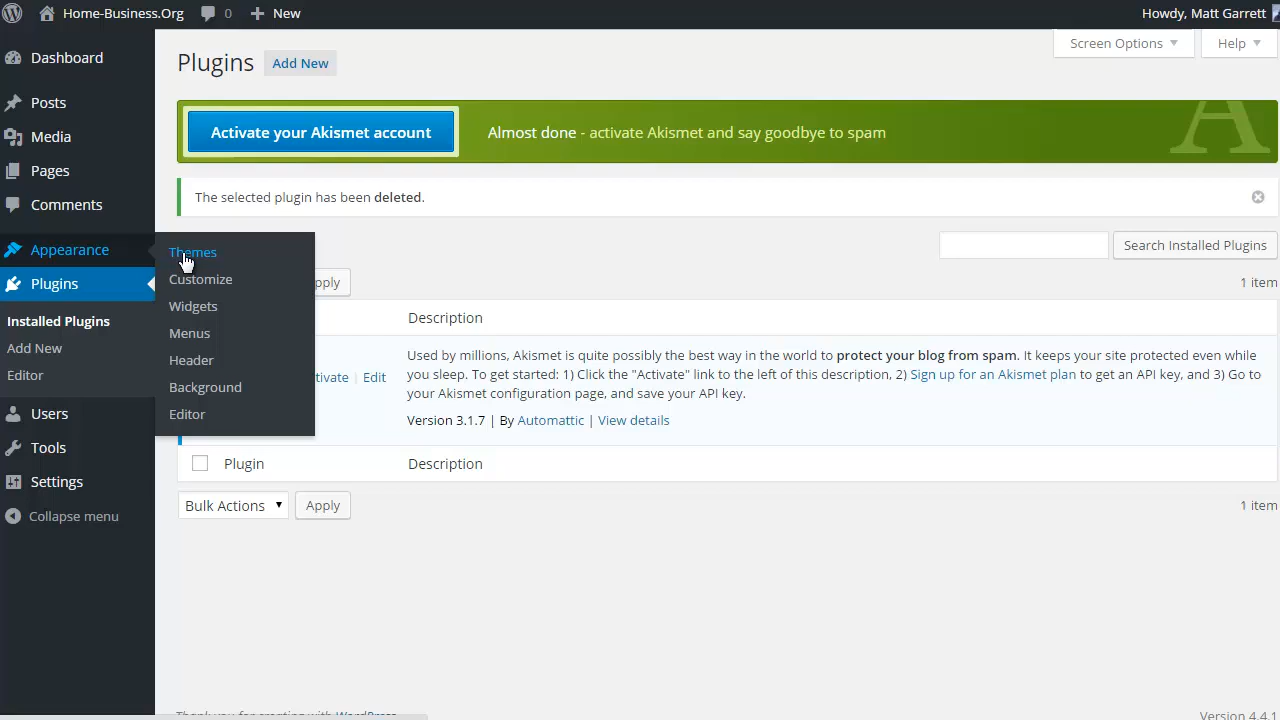 Home-Business.Org 0 New Howdy, Matt Garrett
Dashboard
Posts
Media
Pages
Comments
Appearance
Plugins
Installed Plugins
Add New
Editor
Users
Tools
Settings
Collapse menu
Themes
Customize
Widgets
Menus
Header
Background
Editor
Screen Options Help
Plugins Add New
Activate your Akismet account Almost done - activate Akismet and say goodbye to spam
The selected plugin has been deleted.
Search Installed Plugins
1 item
Description
Used by millions, Akismet is quite possibly the best way in the world to protect your blog from spam. It keeps your site protected even while
Edit
you sleep. To get started: 1) Click the "Activate" link to the left of this description, 2) Sign up for an Akismet plan to get an API key, and 3) Go to
your Akismet configuration page, and save your API key.
Version 3.1.7 | By Automattic | View details
Plugin Description
Bulk Actions Apply 1 item
Thank you for creating with WordPress Version 4.4.1